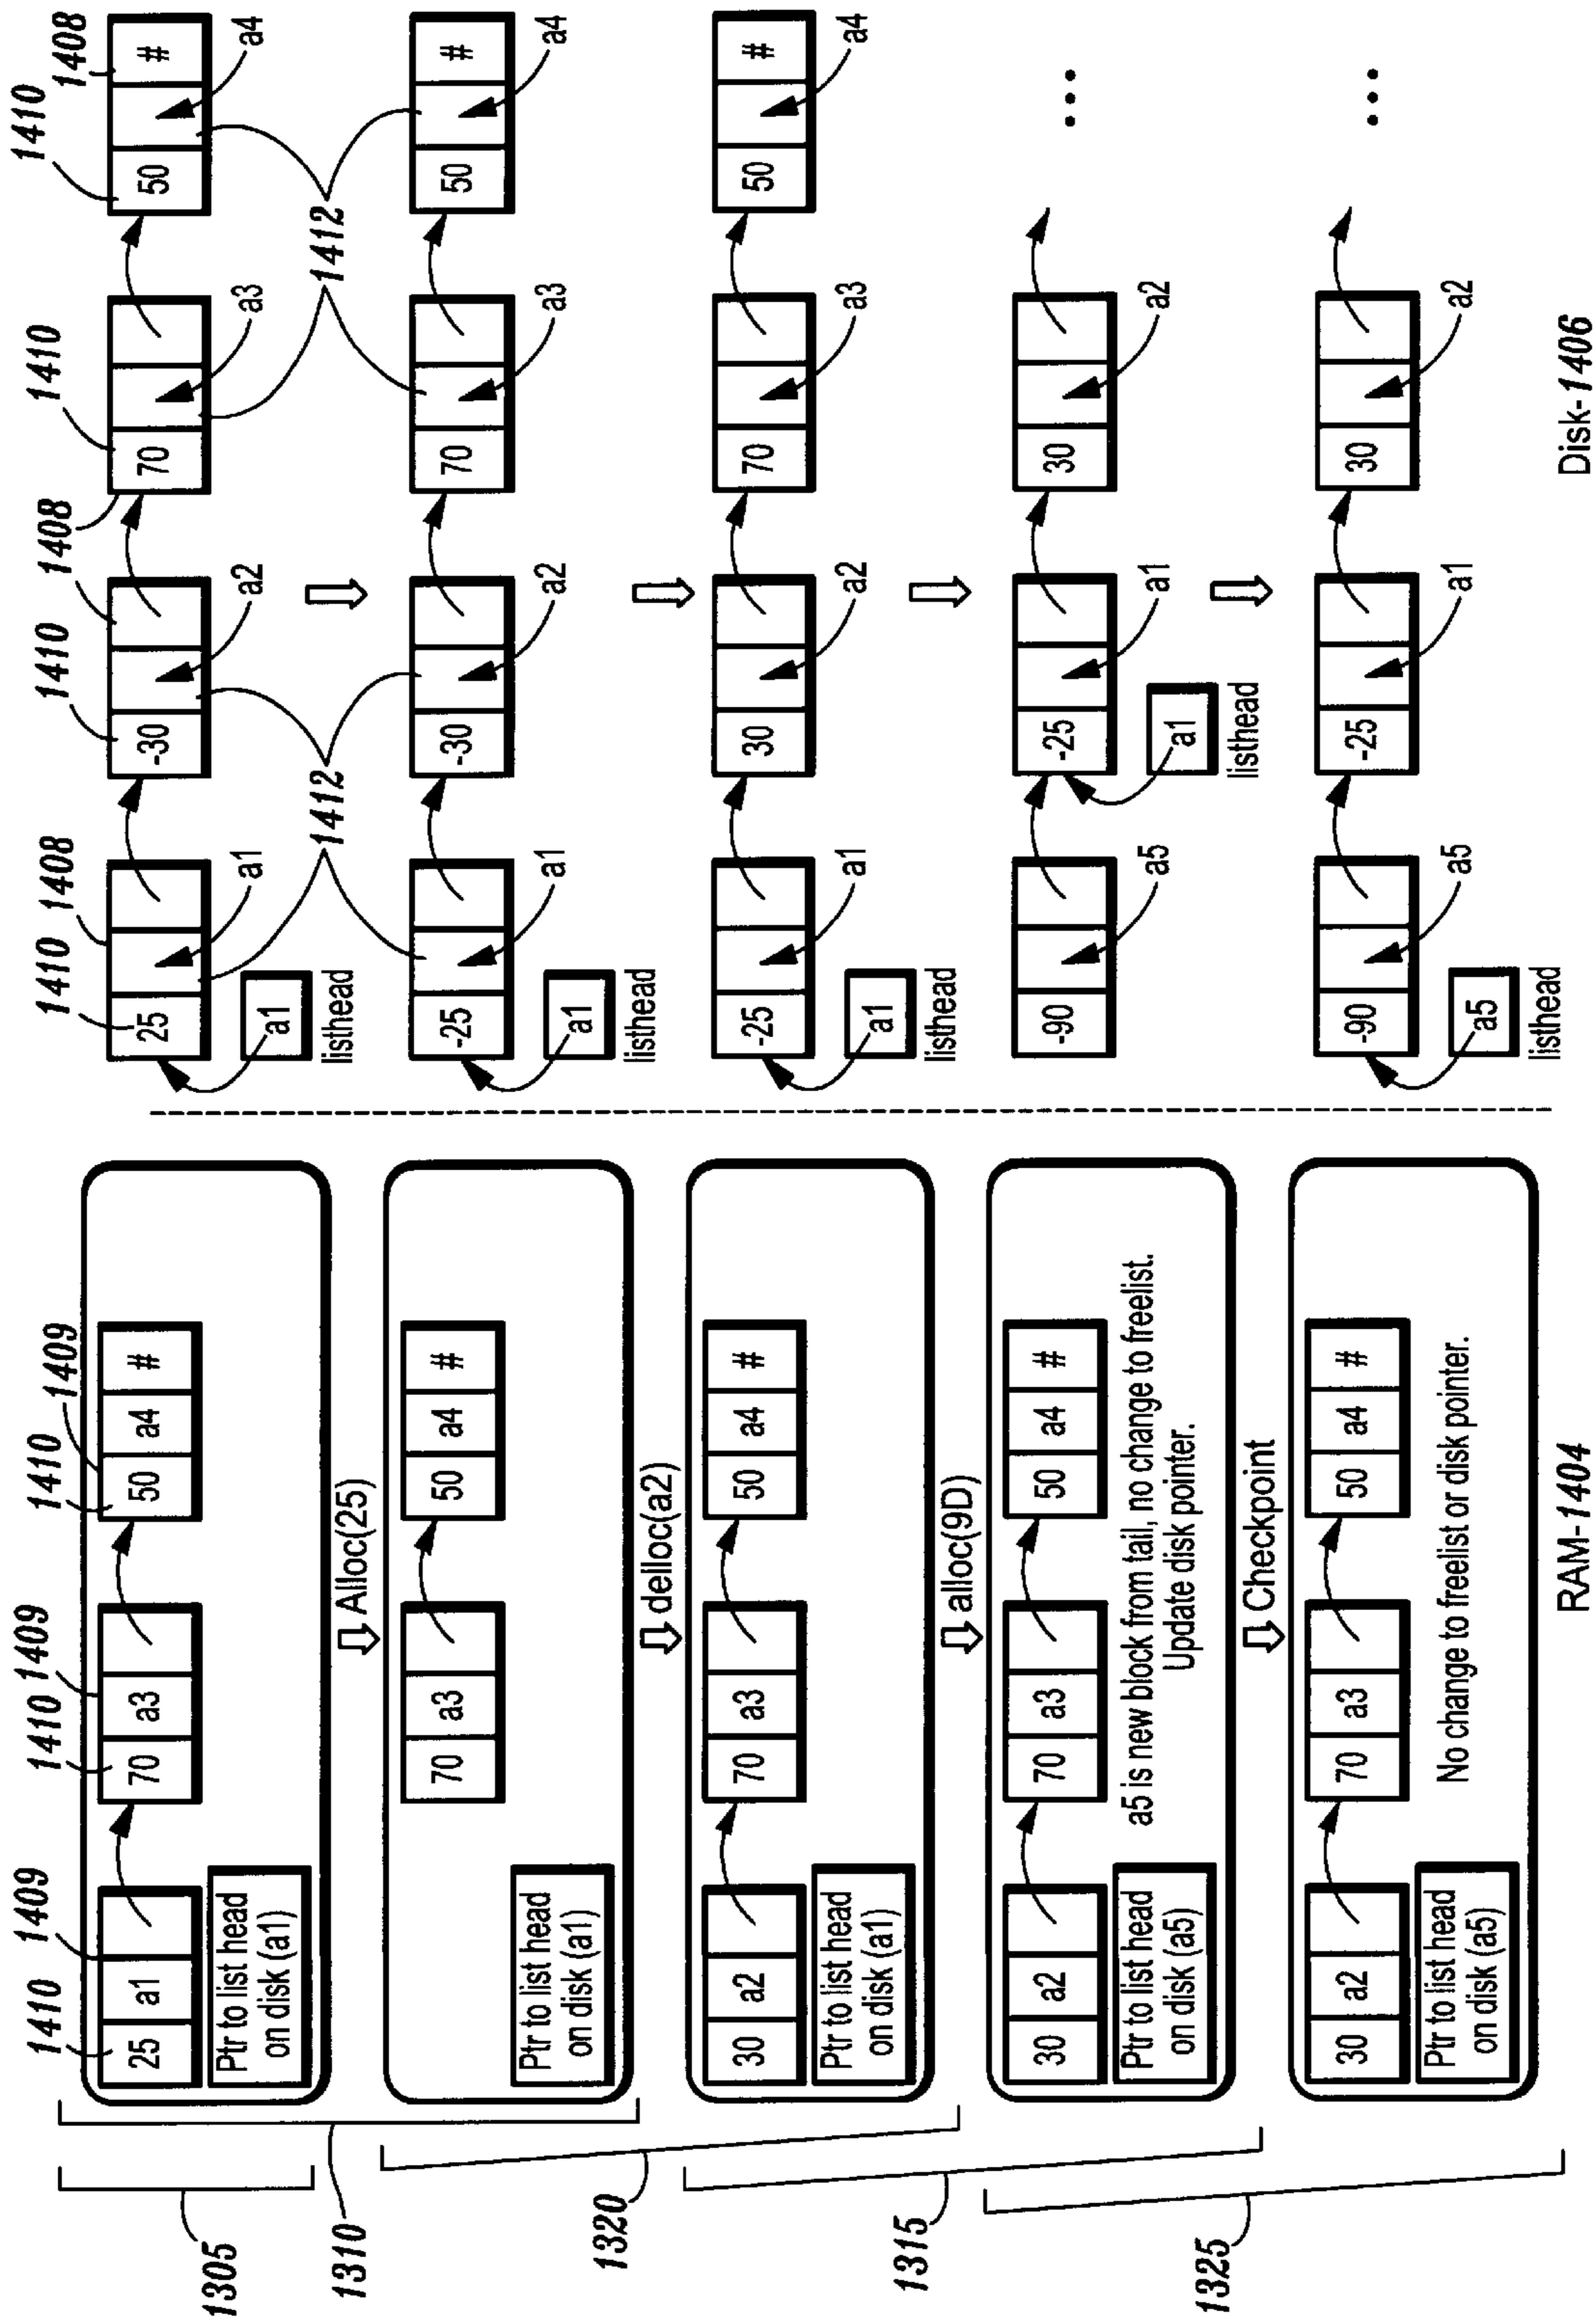 1305
1310
1320
1315
1325
1410
1409
1410
1409
1410
1409
25
a1
70
a3
50
a4
#
Ptr to list head
on disk (a1)
Alloc(25)
70
a3
50
a4
#
Ptr to list head
on disk (a1)
delloc(a2)
30
a2
70
a3
50
a4
#
Ptr to list head
on disk (a1)
alloc(9D)
30
a2
70
a3
50
a4
#
Ptr to list head
on disk (a5)
a5 is new block from tail, no change to freelist.
Update disk pointer.
Checkpoint
30
a2
70
a3
50
a4
#
Ptr to list head
on disk (a5)
No change to freelist or disk pointer.
RAM-1404
1410
1408
1410
1408
1408
1410
1410
1408
25
a1
-30
a2
70
a3
50
#
a4
a1
listhead
1412
1412
-25
a1
-30
a2
70
a3
50
#
a4
a1
listhead
-25
a1
30
a2
70
a3
50
#
a4
a1
listhead
-90
a5
-25
a1
30
a2
...
a1
listhead
-90
a5
-25
a1
30
a2
...
a5
listhead
Disk-1406